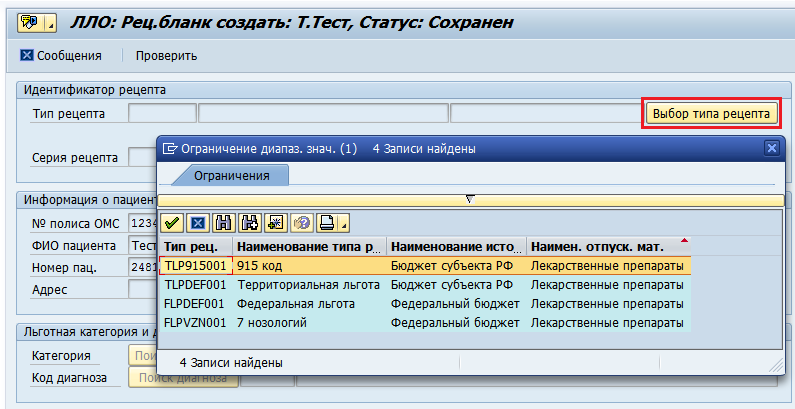 ЛЛО: Рец.бланк создать: Т.Тест, Статус: Сохранен
Сообщения Проверить
Идентификатор рецепта
Тип рецепта Выбор типа рецепта
Ограничение диапаз. знач. (1) 4 Записи найдены
Серия рецепта
Ограничения
Информация о пациен
№ полиса ОМС 1234
Тип рец. Наименование типа р... Наименование исто... Наимен. отпуск. мат.
ФИО пациента Тест
TLP915001 915 код Бюджет субъекта РФ Лекарственные препараты
Номер пац. 2481
TLPDEF001 Территориальная льгота Бюджет субъекта РФ Лекарственные препараты
Адрес
FLPDEF001 Федеральная льгота Федеральный бюджет Лекарственные препараты
FLPVZN001 7 нозологий Федеральный бюджет Лекарственные препараты
Льготная категория и д
Категория Пои
4 Записи найдены
Код диагноза Поиск диагноза